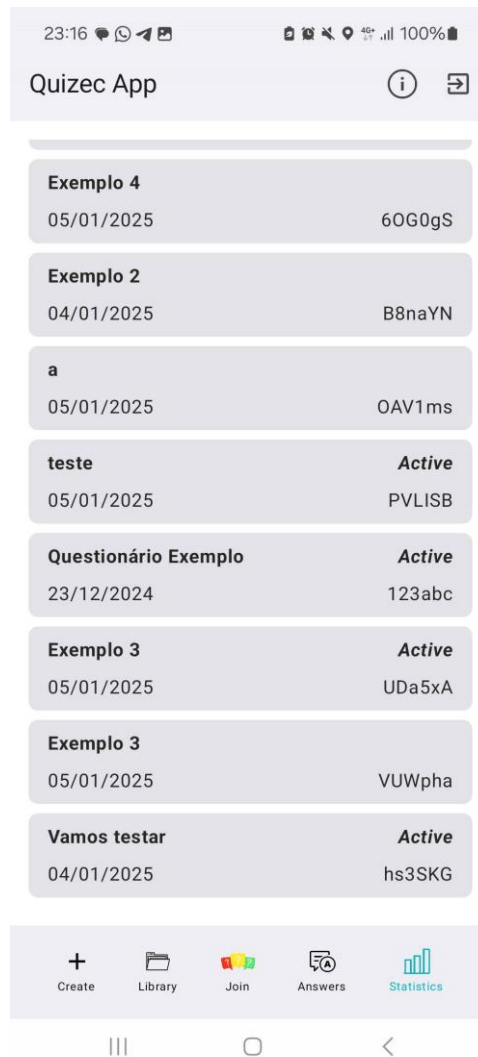 23:16 4G+ 100%
Quizec App
Exemplo 4
05/01/2025 6OG0gS
Exemplo 2
04/01/2025 B8naYN
a
05/01/2025 OAV1ms
teste Active
05/01/2025 PVLISB
Questionário Exemplo Active
23/12/2024 123abc
Exemplo 3 Active
05/01/2025 UDa5xA
Exemplo 3
05/01/2025 VUWpha
Vamos testar Active
04/01/2025 hs3SKG
Create Library Join Answers Statistics